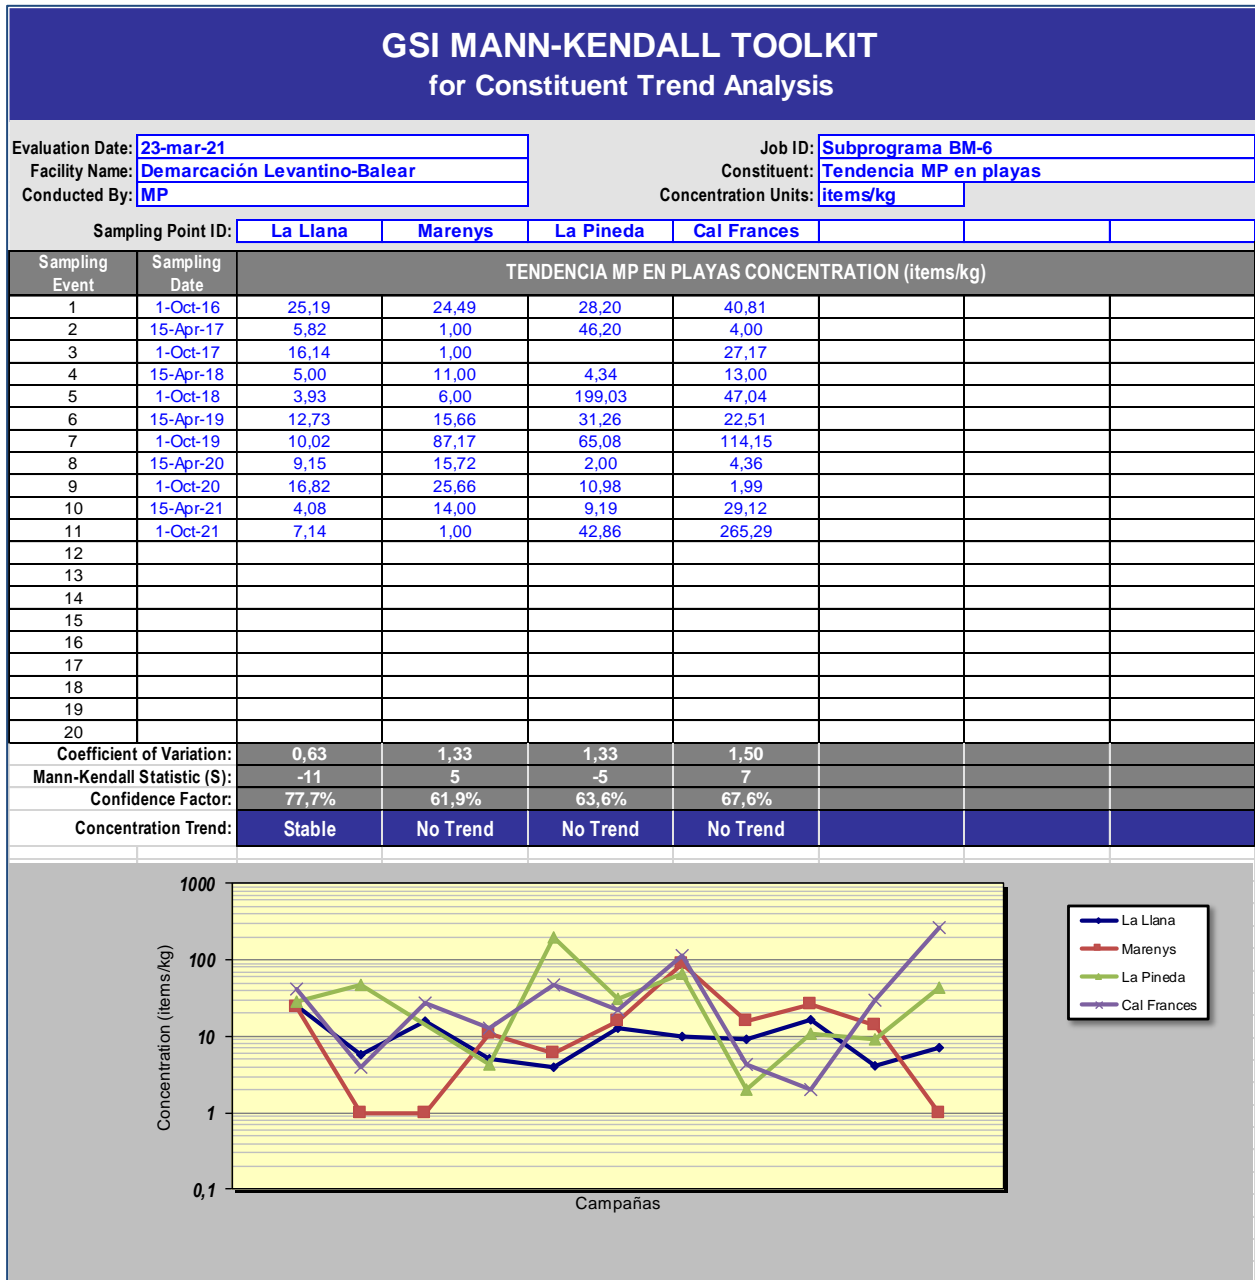 GSI MANN-KENDALL TOOLKIT
for Constituent Trend Analysis
Evaluation Date: 23-mar-21 Job ID: Subprograma BM-6
Facility Name: Demarcación Levantino-Balear Constituent: Tendencia MP en playas
Conducted By: MP Concentration Units: items/kg
Sampling Point ID: La Llana Marenys La Pineda Cal Frances
Sampling Event Sampling Date TENDENCIA MP EN PLAYAS CONCENTRATION (items/kg)
1 1-Oct-16 25,19 24,49 28,20 40,81
2 15-Apr-17 5,82 1,00 46,20 4,00
3 1-Oct-17 16,14 1,00 27,17
4 15-Apr-18 5,00 11,00 4,34 13,00
5 1-Oct-18 3,93 6,00 199,03 47,04
6 15-Apr-19 12,73 15,66 31,26 22,51
7 1-Oct-19 10,02 87,17 65,08 114,15
8 15-Apr-20 9,15 15,72 2,00 4,36
9 1-Oct-20 16,82 25,66 10,98 1,99
10 15-Apr-21 4,08 14,00 9,19 29,12
11 1-Oct-21 7,14 1,00 42,86 265,29
12
13
14
15
16
17
18
19
20
Coefficient of Variation: 0,63 1,33 1,33 1,50
Mann-Kendall Statistic (S): -11 5 -5 7
Confidence Factor: 77,7% 61,9% 63,6% 67,6%
Concentration Trend: Stable No Trend No Trend No Trend
Concentration (items/kg)
1000
100
10
1
0,1
Campañas
La Llana
Marenys
La Pineda
Cal Frances